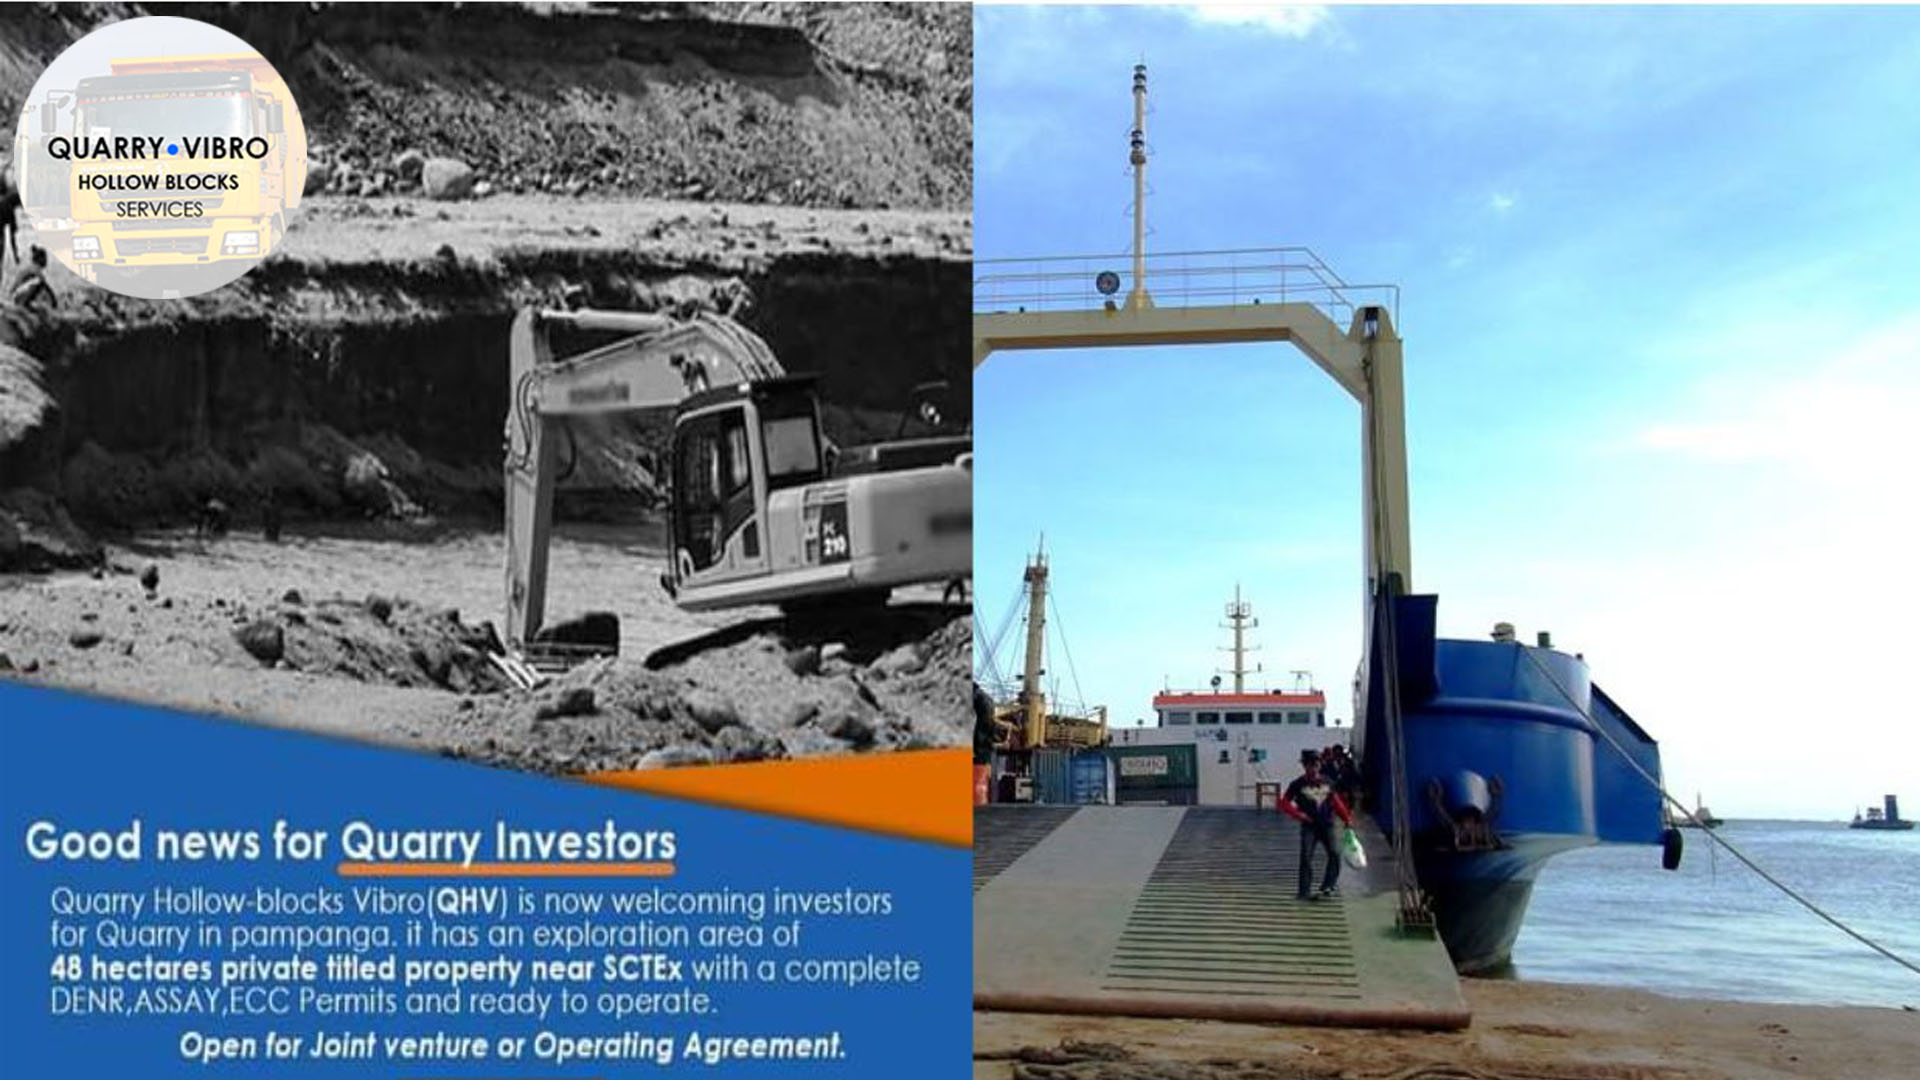 QUARRY•VIBRO
HOLLOW BLOCKS
SERVICES
Good news for Quarry Investors
Quarry Hollow-blocks Vibro(QHV) is now welcoming investors
for Quarry in pampanga. it has an exploration area of
48 hectares private titled property near SCTEx with a complete
DENR,ASSAY,ECC Permits and ready to operate.
Open for Joint venture or Operating Agreement.